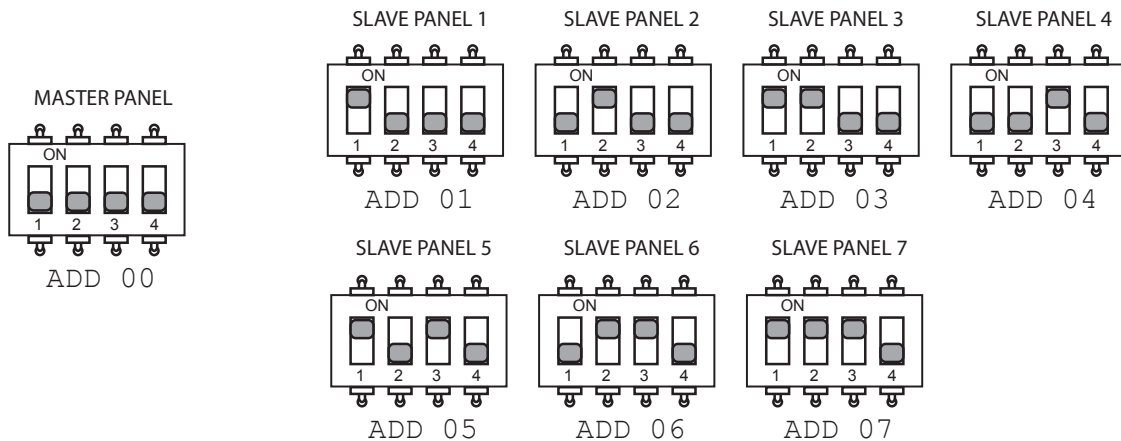 MASTER PANEL
ON
1 2 3 4
ADD 00
SLAVE PANEL 1
ON
1 2 3 4
ADD 01
SLAVE PANEL 2
ON
1 2 3 4
ADD 02
SLAVE PANEL 3
ON
1 2 3 4
ADD 03
SLAVE PANEL 4
ON
1 2 3 4
ADD 04
SLAVE PANEL 5
ON
1 2 3 4
ADD 05
SLAVE PANEL 6
ON
1 2 3 4
ADD 06
SLAVE PANEL 7
ON
1 2 3 4
ADD 07